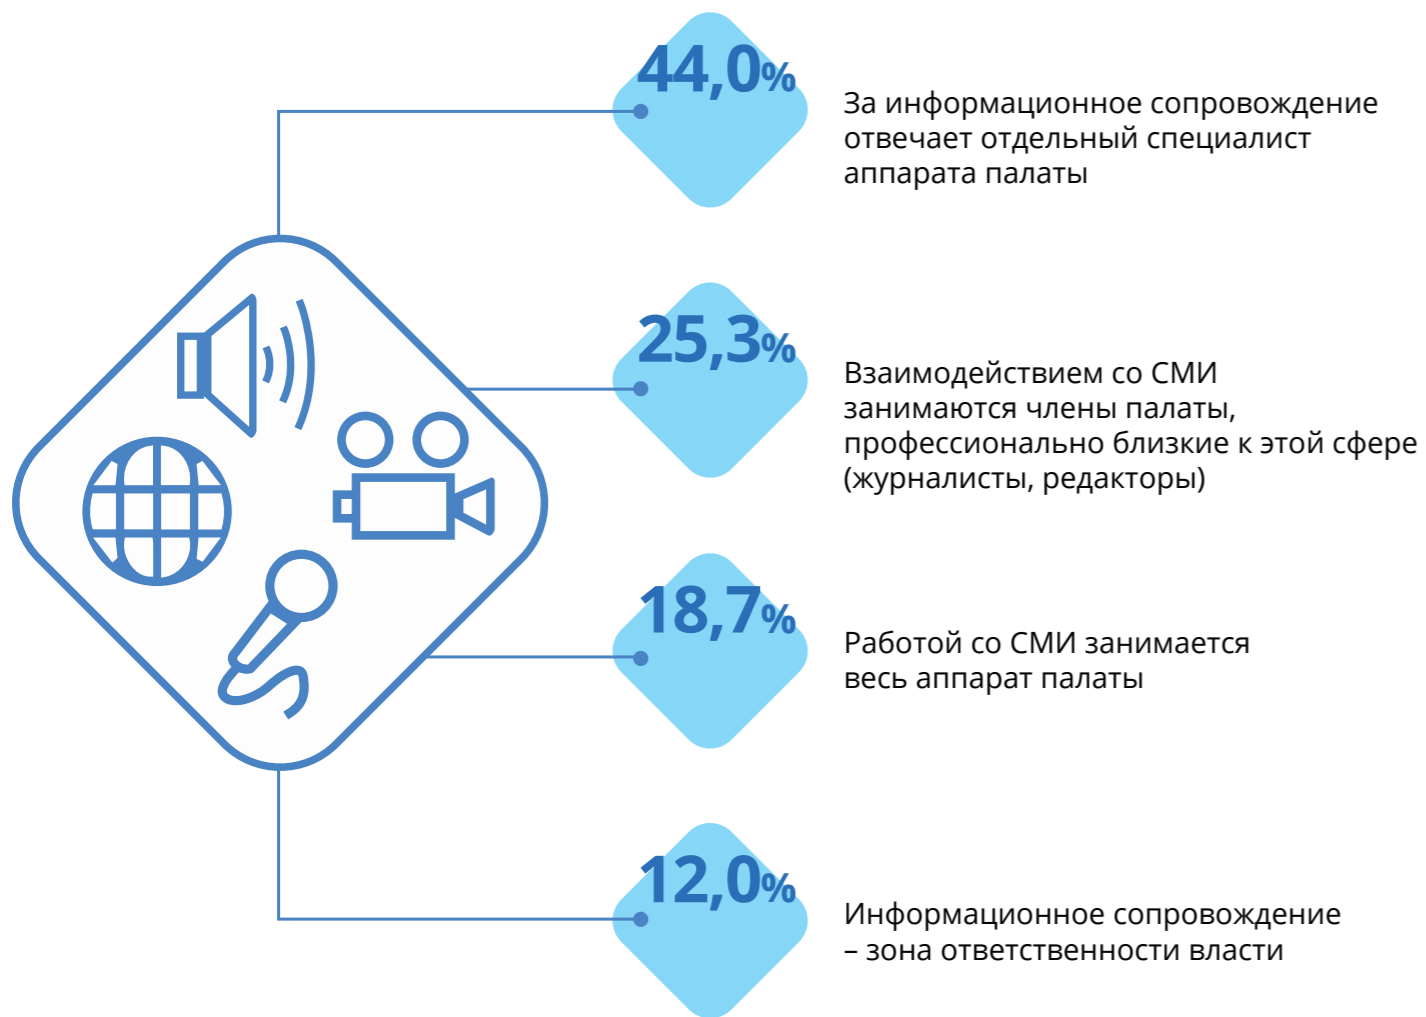 44,0%
За информационное сопровождение
отвечает отдельный специалист
аппарата палаты
25,3%
Взаимодействием со СМИ
занимаются члены палаты,
профессионально близкие к этой сфере
(журналисты, редакторы)
18,7%
Работой со СМИ занимается
весь аппарат палаты
12,0%
Информационное сопровождение
– зона ответственности власти